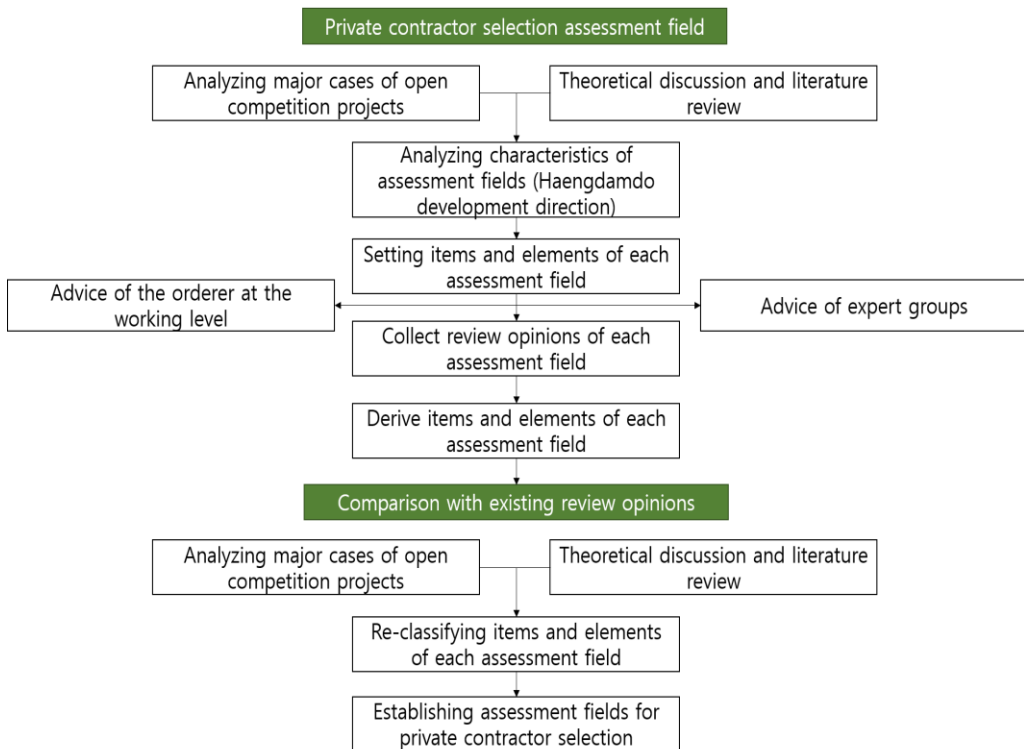 Private contractor selection assessment field
Analyzing major cases of open
competition projects
Theoretical discussion and literature
review
Analyzing characteristics of
assessment fields (Haengdamdo
development direction)
Setting items and elements of each
assessment field
Advice of the orderer at the
working level
Advice of expert groups
Collect review opinions of each
assessment field
Derive items and elements of each
assessment field
Comparison with existing review opinions
Analyzing major cases of open
competition projects
Theoretical discussion and literature
review
Re-classifying items and elements
of each assessment field
Establishing assessment fields for
private contractor selection